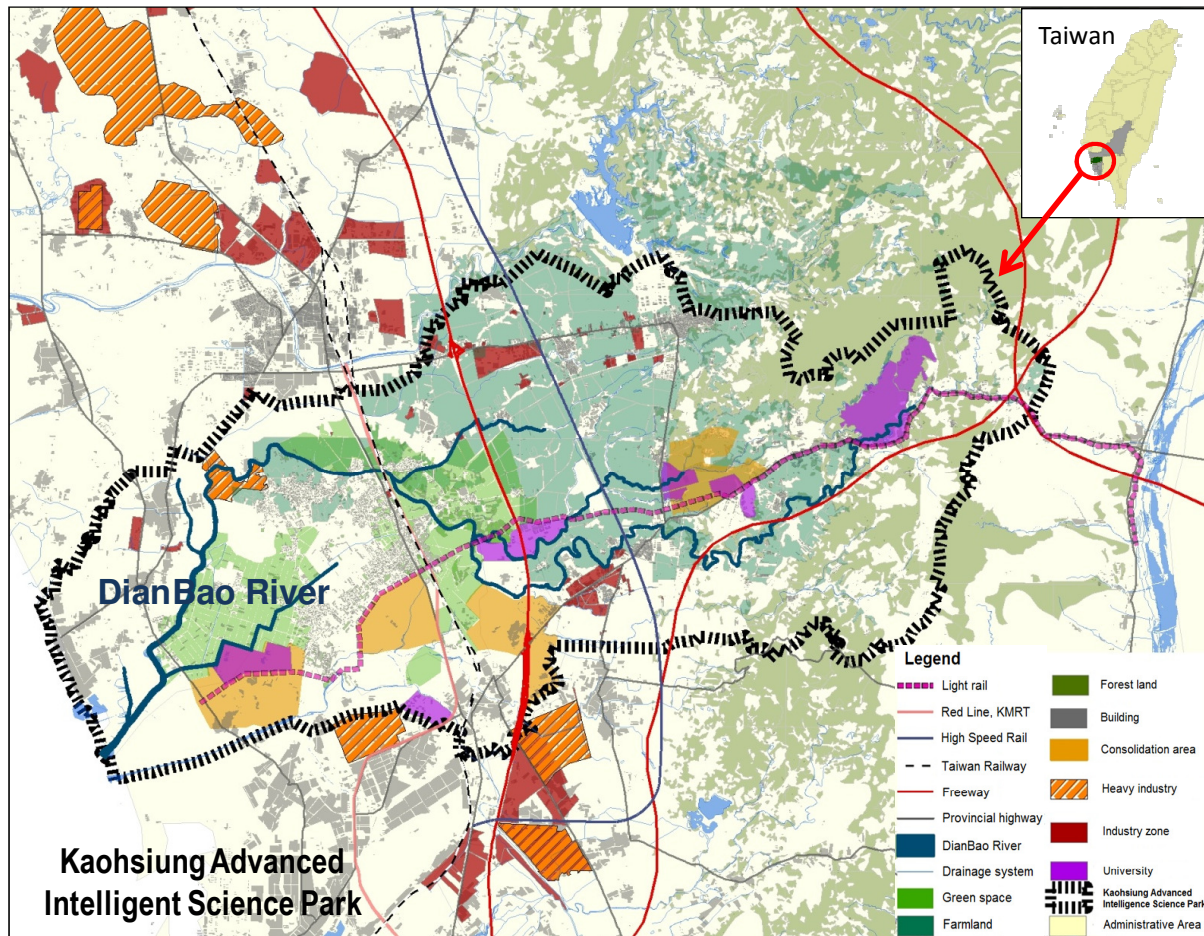 Taiwan
DianBao River
Kaohsiung Advanced
Intelligent Science Park
Legend
Light rail
Red Line, KMRT
High Speed Rail
Taiwan Railway
Freeway
Provincial highway
DianBao River
Drainage system
Green space
Farmland
Forest land
Building
Consolidation area
Heavy industry
Industry zone
University
Kaohsiung Advanced
Intelligence Science Park
Administrative Area